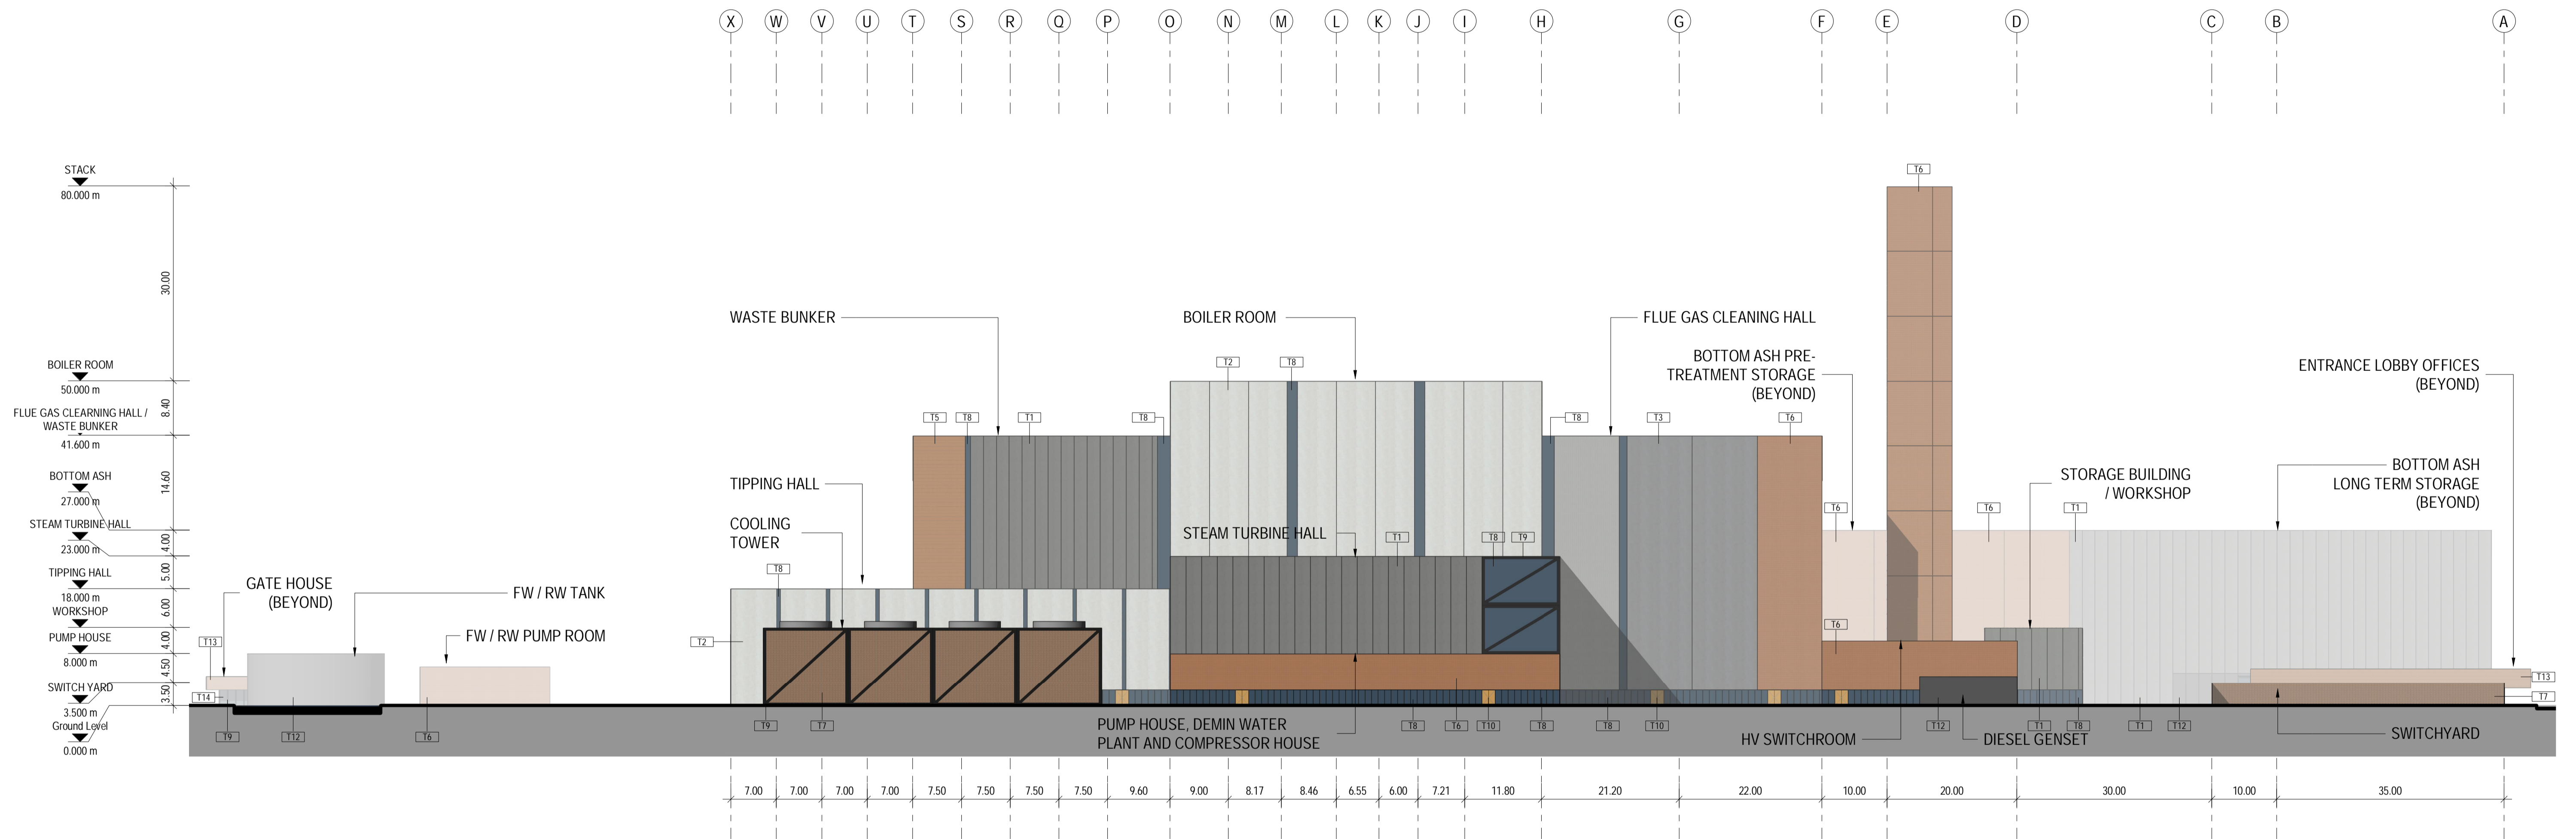 X W V U T S R Q P O N M L K J I H G F E D C B A
STACK
80.000 m
T6
30.00
WASTE BUNKER
BOILER ROOM
FLUE GAS CLEANING HALL
BOTTOM ASH PRE-
TREATMENT STORAGE
(BEYOND)
ENTRANCE LOBBY OFFICES
(BEYOND)
BOILER ROOM
50.000 m
T2 T8
8.40
FLUE GAS CLEARNING HALL /
WASTE BUNKER
41.600 m
T5 T8 T1 T8 T8 T3 T6
BOTTOM ASH
27.000 m
14.60
TIPPING HALL
STORAGE BUILDING
/ WORKSHOP
BOTTOM ASH
LONG TERM STORAGE
(BEYOND)
T6 T6 T1
STEAM TURBINE HALL
23.000 m
4.00
COOLING
TOWER
STEAM TURBINE HALL
T1 T8 T9
TIPPING HALL
18.000 m
5.00
T8
WORKSHOP
6.00
GATE HOUSE
(BEYOND)
FW / RW TANK
FW / RW PUMP ROOM
T6
PUMP HOUSE
8.000 m
4.00
T13
T2
SWITCH YARD
3.500 m
4.50
T14
T13
T7
Ground Level
0.000 m
3.50
T9 T12 T6 T9 T7
PUMP HOUSE, DEMIN WATER
PLANT AND COMPRESSOR HOUSE
T8 T6 T10 T8 T8 T10 T12 T1 T8 T1 T12
HV SWITCHROOM
DIESEL GENSET
SWITCHYARD
7.00 7.00 7.00 7.00 7.50 7.50 7.50 7.50 9.60 9.00 8.17 8.46 6.55 6.00 7.21 11.80 21.20 22.00 10.00 20.00 30.00 10.00 35.00